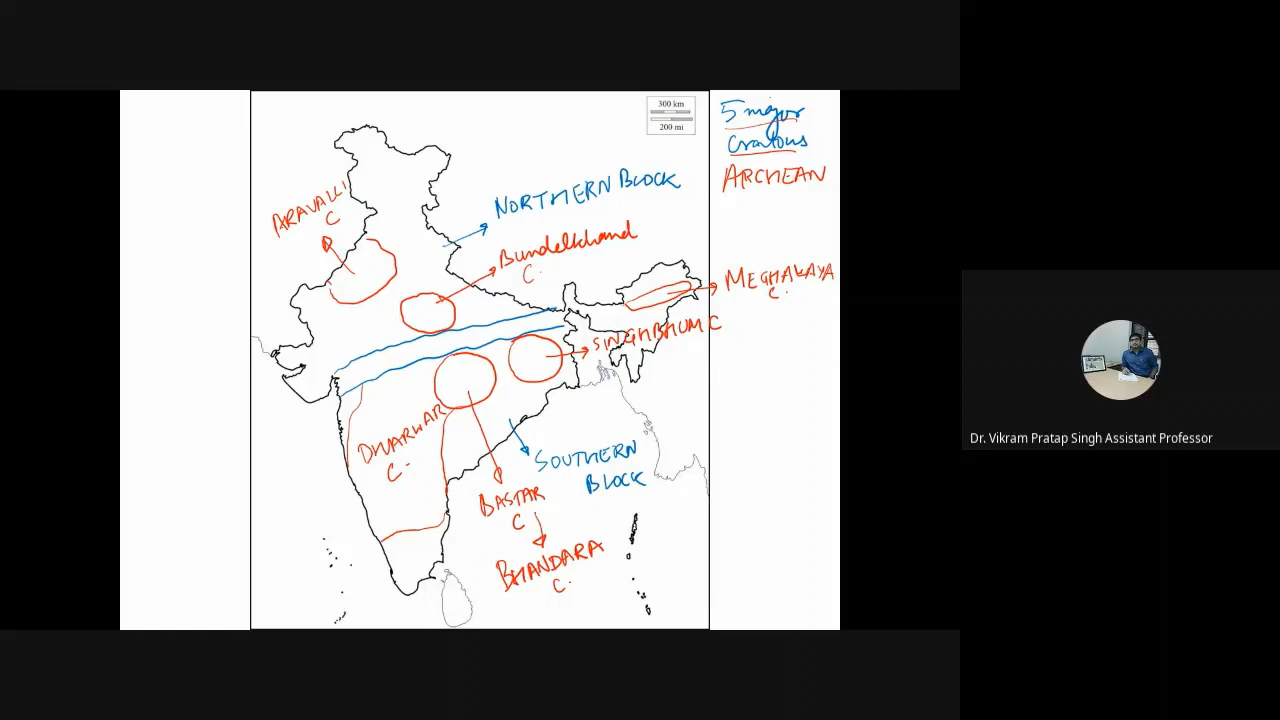 300 km
200 mi
5 major
Cratons
ARCHEAN
NORTHERN BLOCK
ARAVALLI
C
Bundelkhand
C.
MEGHALAYA
C.
SINGHBHUM C
DHARWAR
C.
SOUTHERN
BLOCK
BASTAR
C
BHANDARA
C.
Dr. Vikram Pratap Singh Assistant Professor